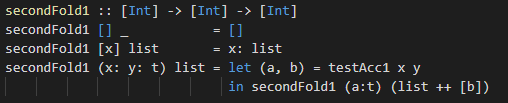 secondFold1 :: [Int] -> [Int] -> [Int]
secondFold1 [] _            = []
secondFold1 [x] list        = x: list
secondFold1 (x: y: t) list = let (a, b) = testAcc1 x y
                             in secondFold1 (a:t) (list ++ [b])